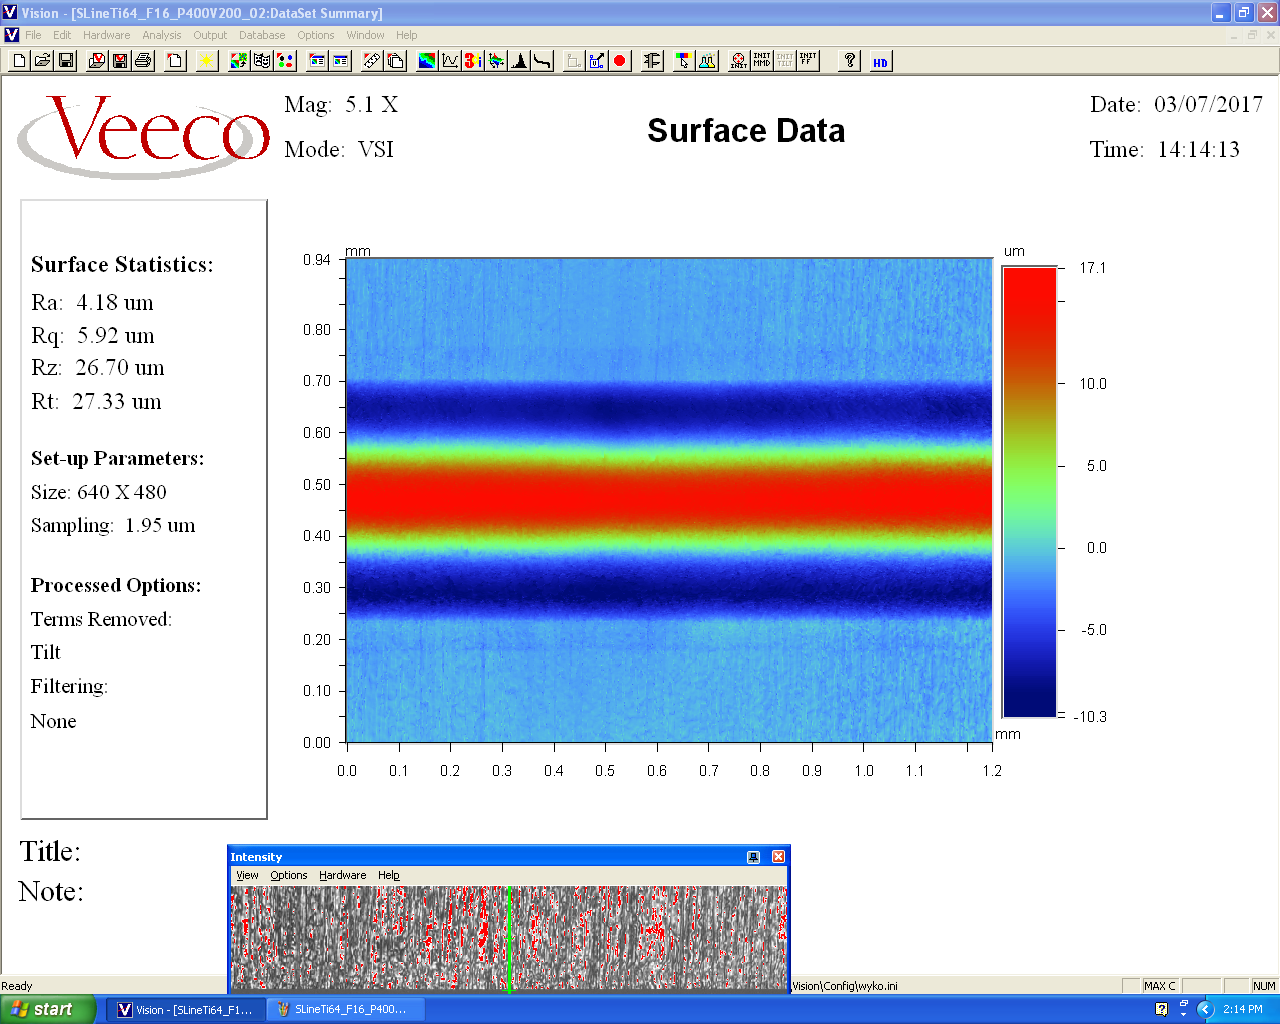 Vision - [SLineTi64_F16_P400V200_02:DataSet Summary]
File Edit Hardware Analysis Output Database Options Window Help
INIT INIT MMD INIT TILT INIT FF ? HD
Veeco
Mag: 5.1 X
Mode: VSI
Surface Data
Date: 03/07/2017
Time: 14:14:13
Surface Statistics:
Ra: 4.18 um
Rq: 5.92 um
Rz: 26.70 um
Rt: 27.33 um
Set-up Parameters:
Size: 640 X 480
Sampling: 1.95 um
Processed Options:
Terms Removed:
Tilt
Filtering:
None
mm
0.94
0.80
0.70
0.60
0.50
0.40
0.30
0.20
0.10
0.00
0.0 0.1 0.2 0.3 0.4 0.5 0.6 0.7 0.8 0.9 1.0 1.1 1.2
mm
um
17.1
10.0
5.0
0.0
-5.0
-10.3
Title:
Note:
Intensity
View Options Hardware Help
Ready
Vision\Config\wyko.ini
MAX C
NUM
start
Vision - [SLineTi64_F1...
SLineTi64_F16_P400...
2:14 PM